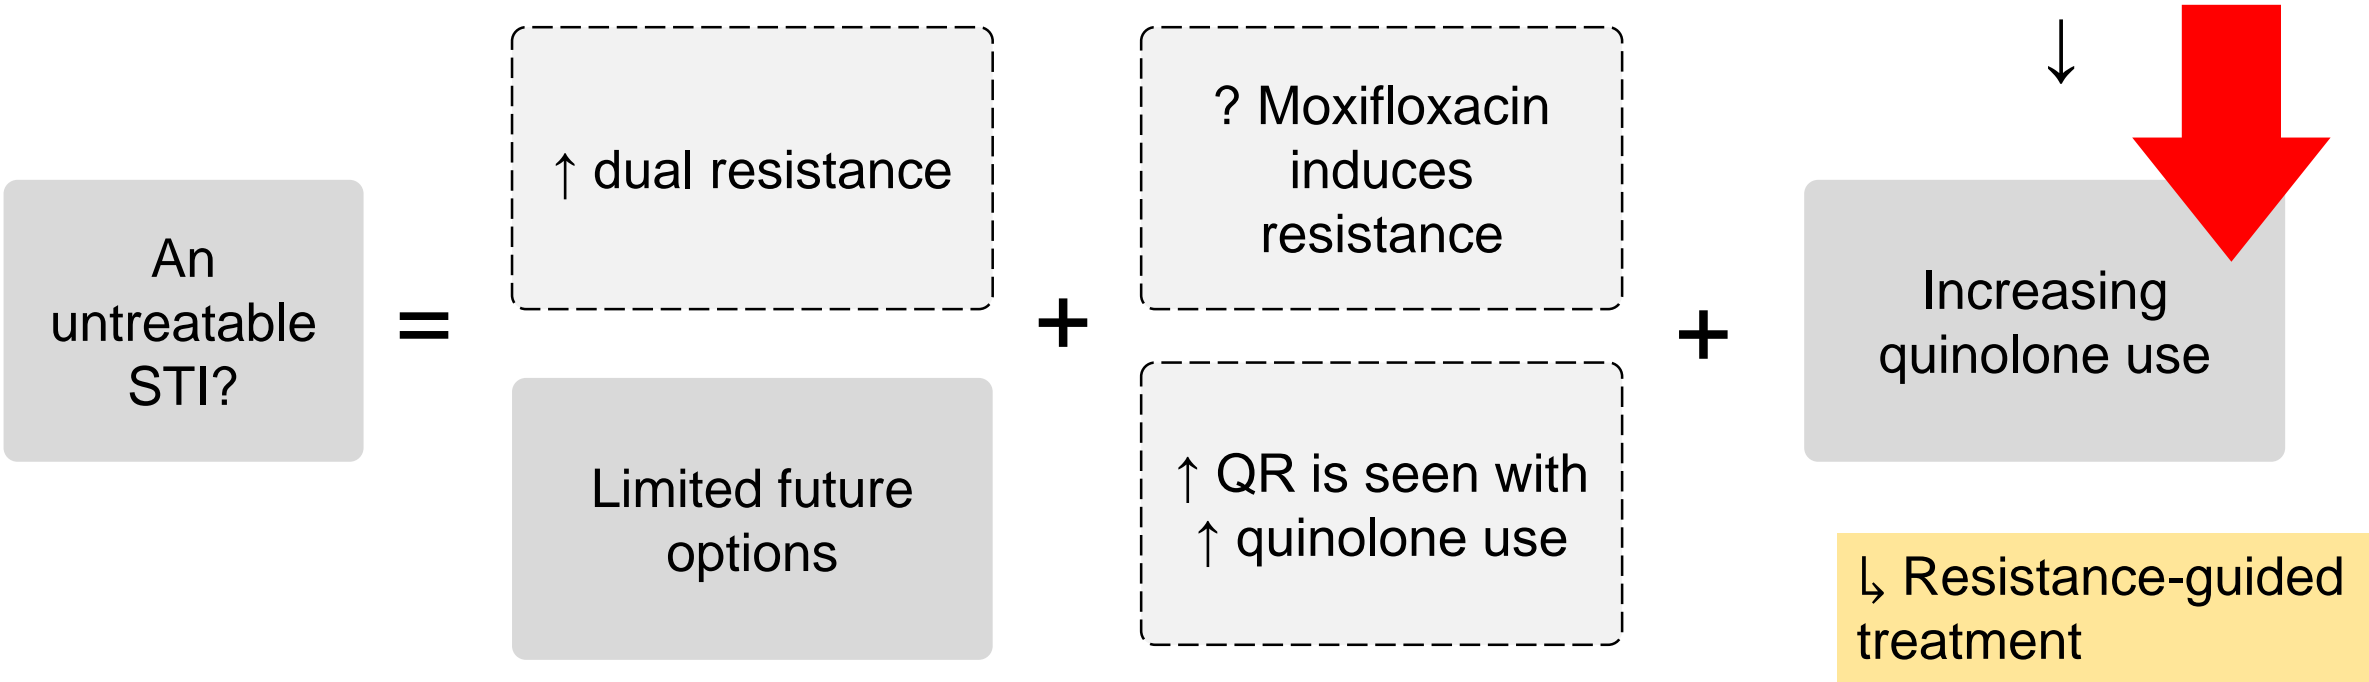 An
untreatable
STI?
=
↑ dual resistance
Limited future
options
+
? Moxifloxacin
induces
resistance
↑ QR is seen with
↑ quinolone use
+
↓
Increasing
quinolone use
↳ Resistance-guided
treatment